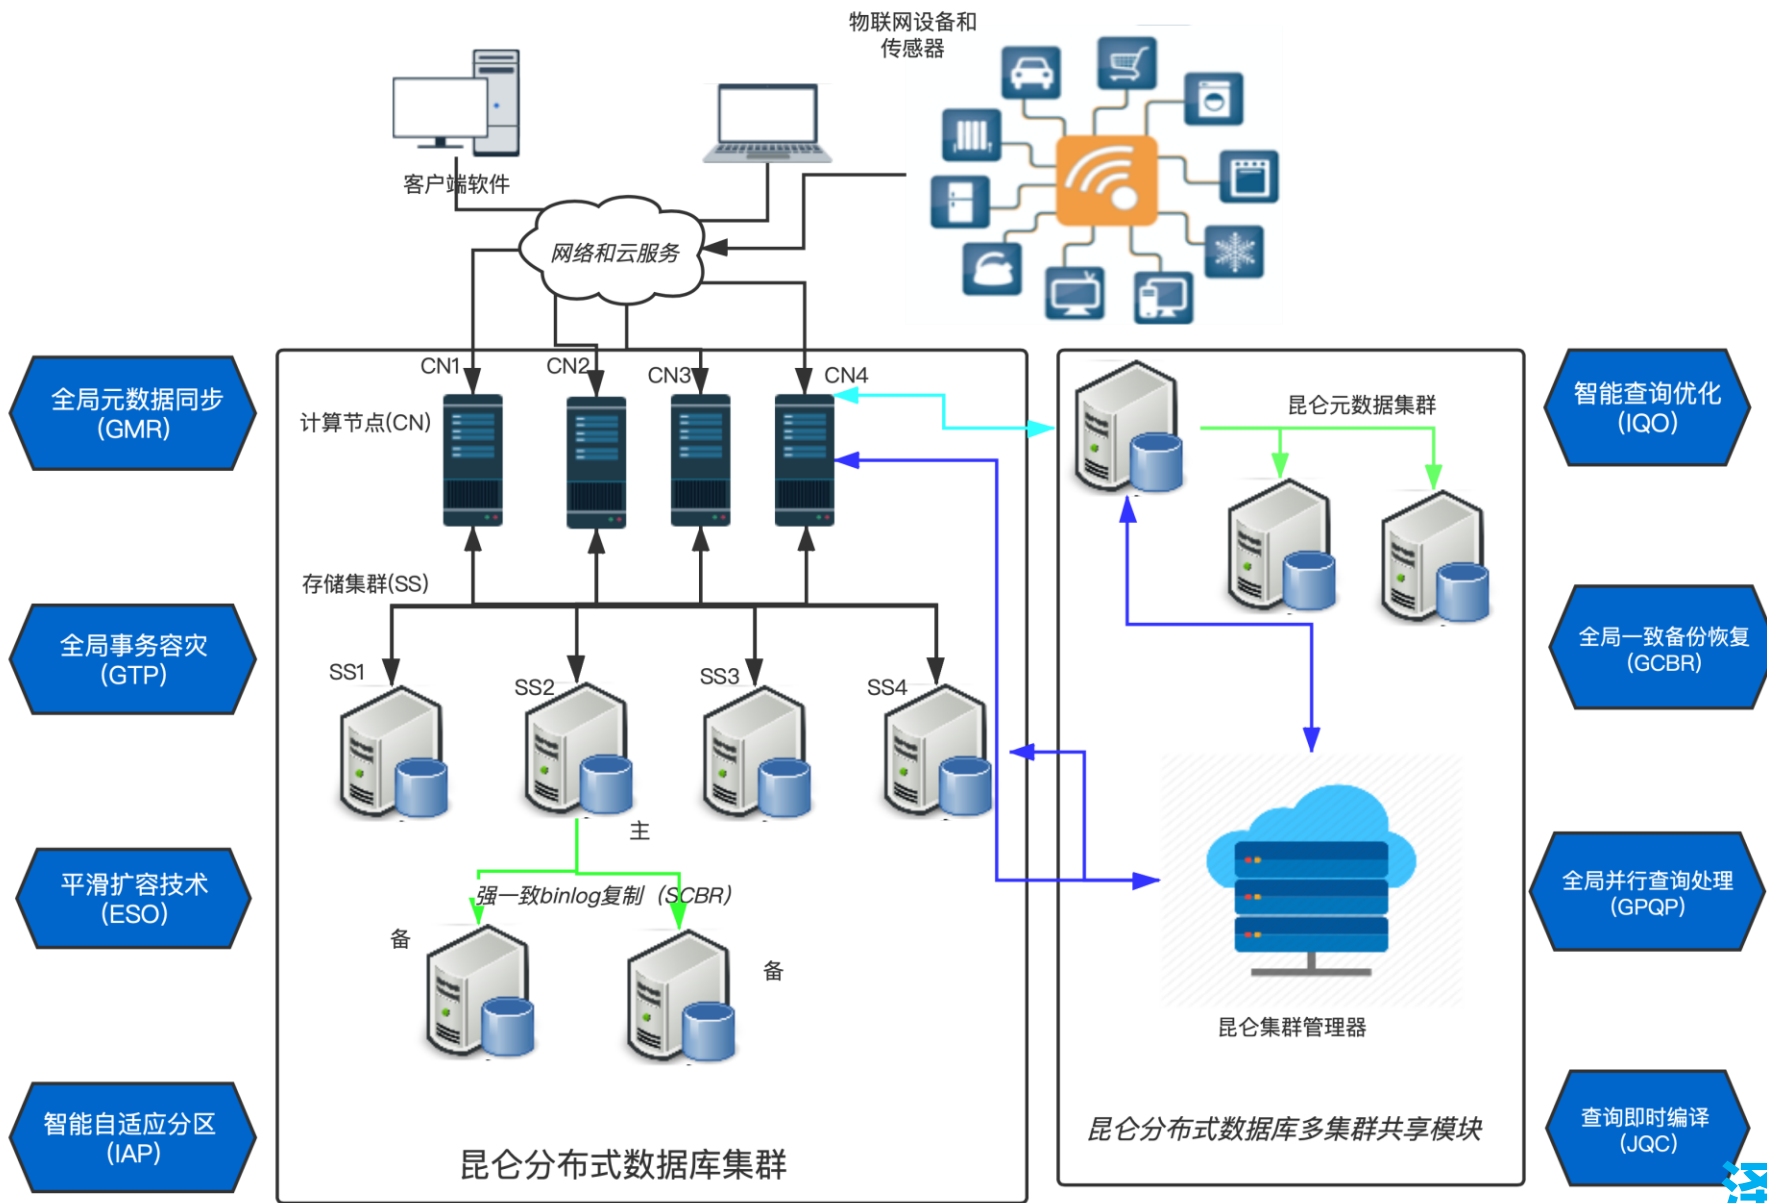 物联网设备和
传感器
客户端软件
网络和云服务
CN1
CN2
CN3
CN4
计算节点(CN)
存储集群(SS)
SS1
SS2
SS3
SS4
主
强一致binlog复制（SCBR）
备
备
昆仑分布式数据库集群
昆仑元数据集群
昆仑集群管理器
昆仑分布式数据库多集群共享模块
全局元数据同步
(GMR)
全局事务容灾
(GTP)
平滑扩容技术
(ESO)
智能自适应分区
(IAP)
智能查询优化
(IQO)
全局一致备份恢复
(GCBR)
全局并行查询处理
(GPQP)
查询即时编译
(JQC)
泽